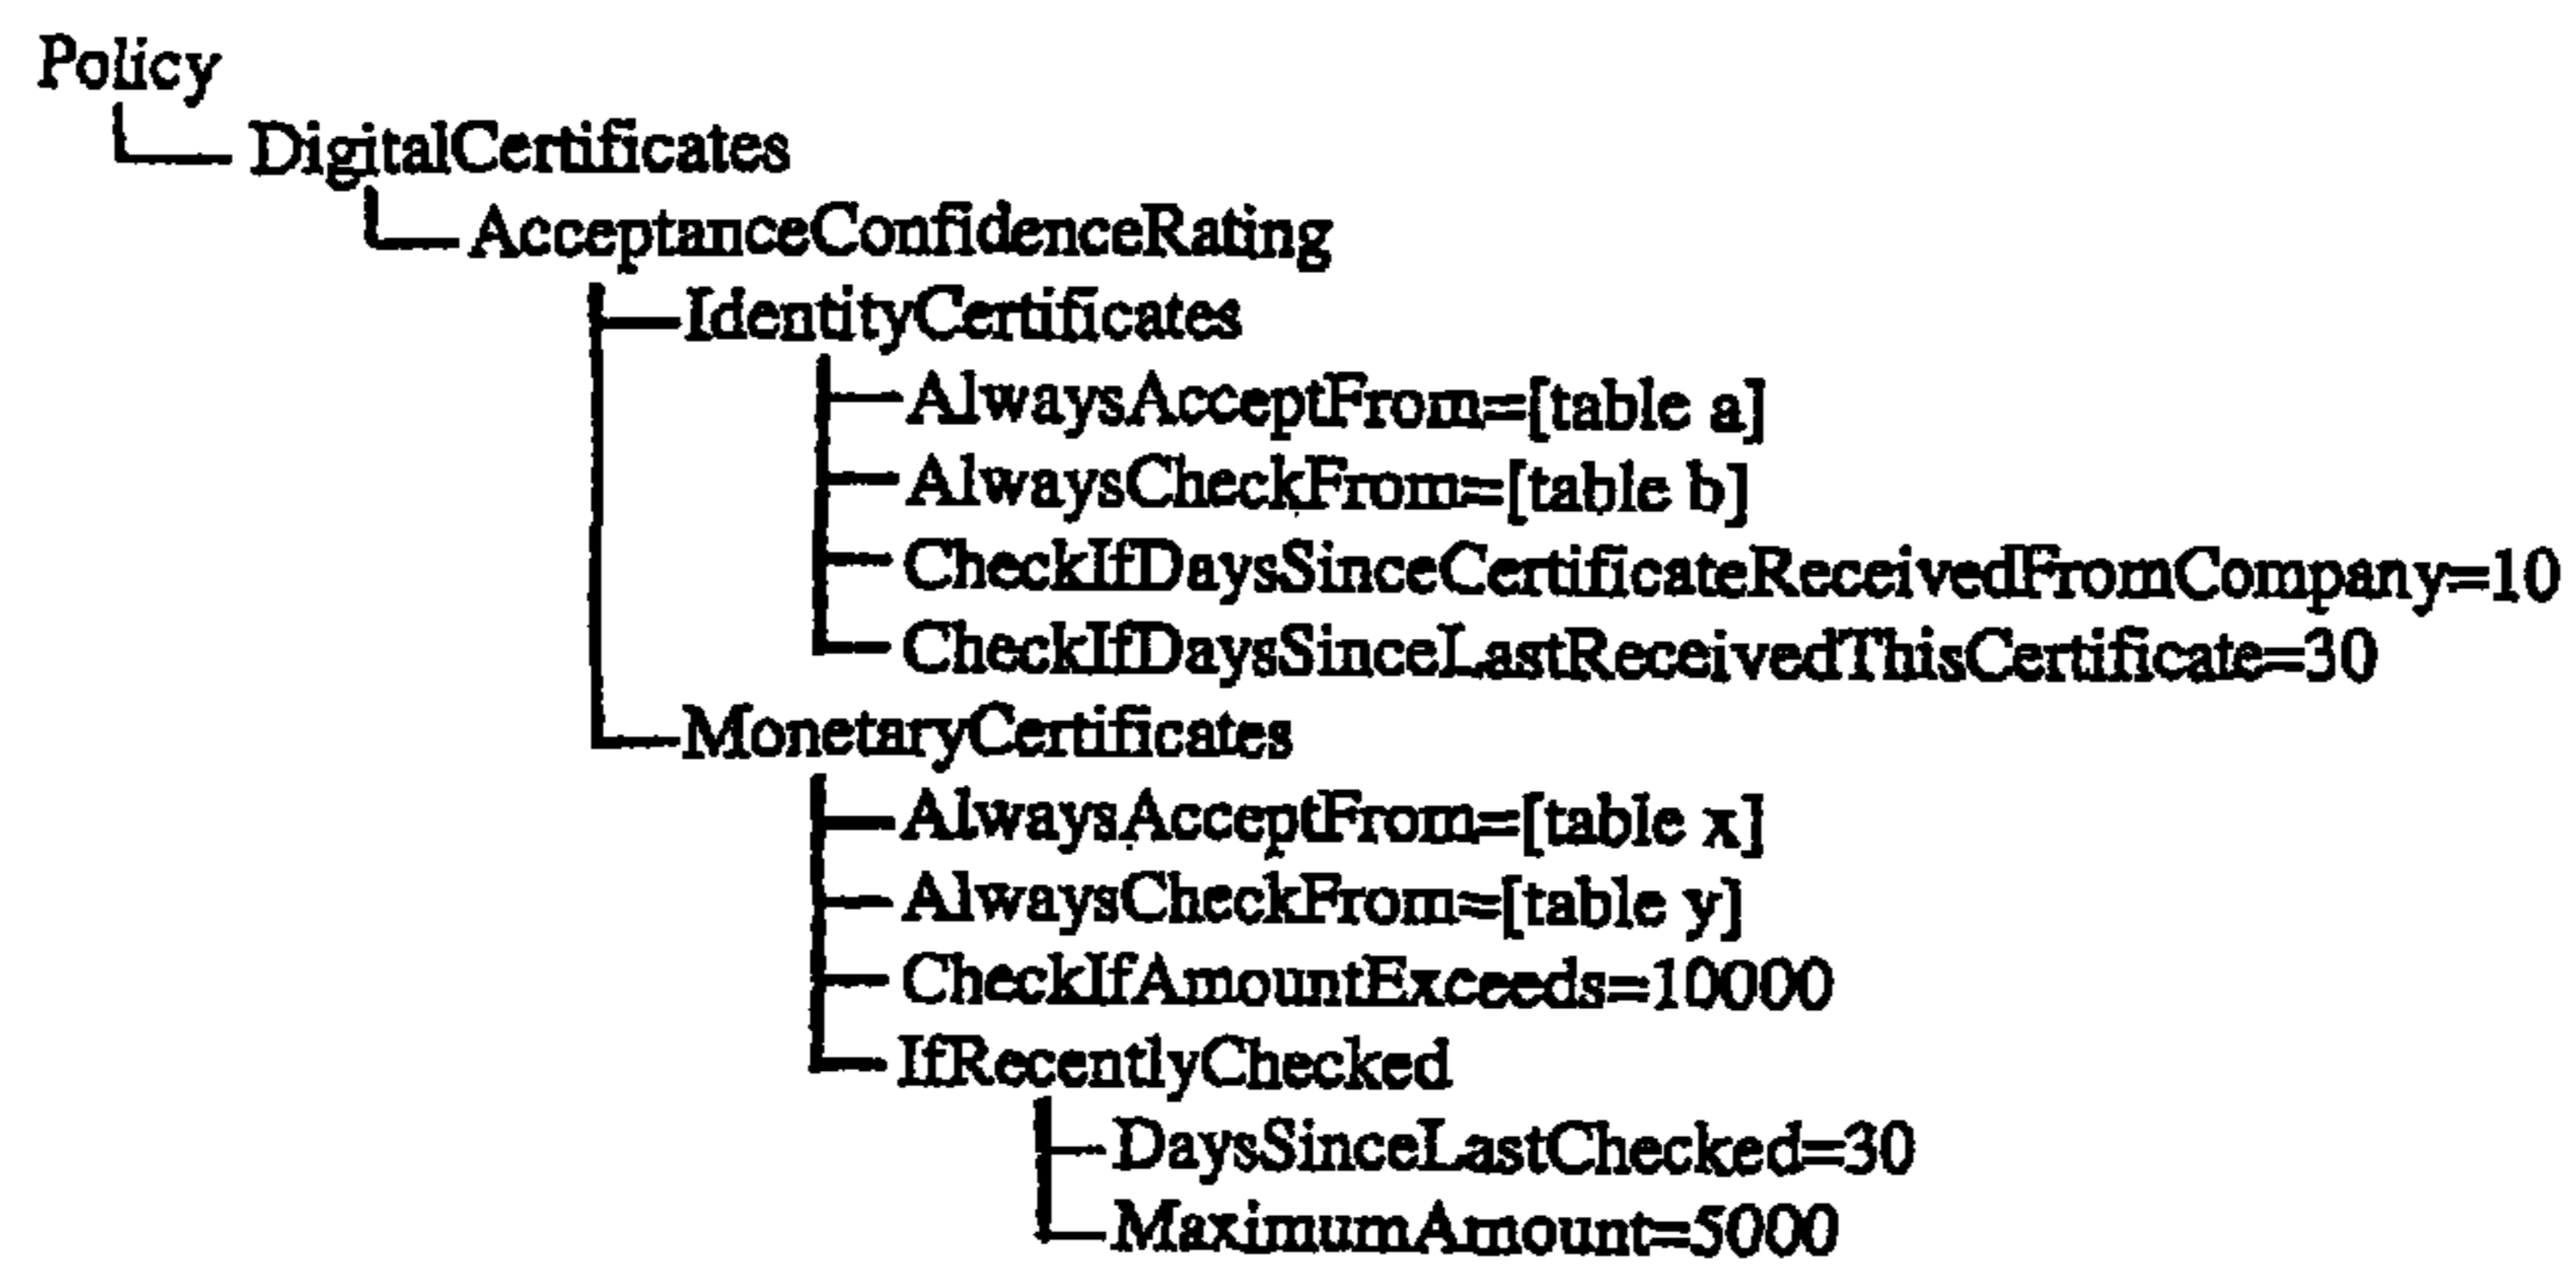 Policy
DigitalCertificates
AcceptanceConfidenceRating
IdentityCertificates
AlwaysAcceptFrom=[table a]
AlwaysCheckFrom=[table b]
CheckIfDaysSinceCertificateReceivedFromCompany=10
CheckIfDaysSinceLastReceivedThisCertificate=30
MonetaryCertificates
AlwaysAcceptFrom=[table x]
AlwaysCheckFrom=[table y]
CheckIfAmountExceeds=10000
IfRecentlyChecked
DaysSinceLastChecked=30
MaximumAmount=5000